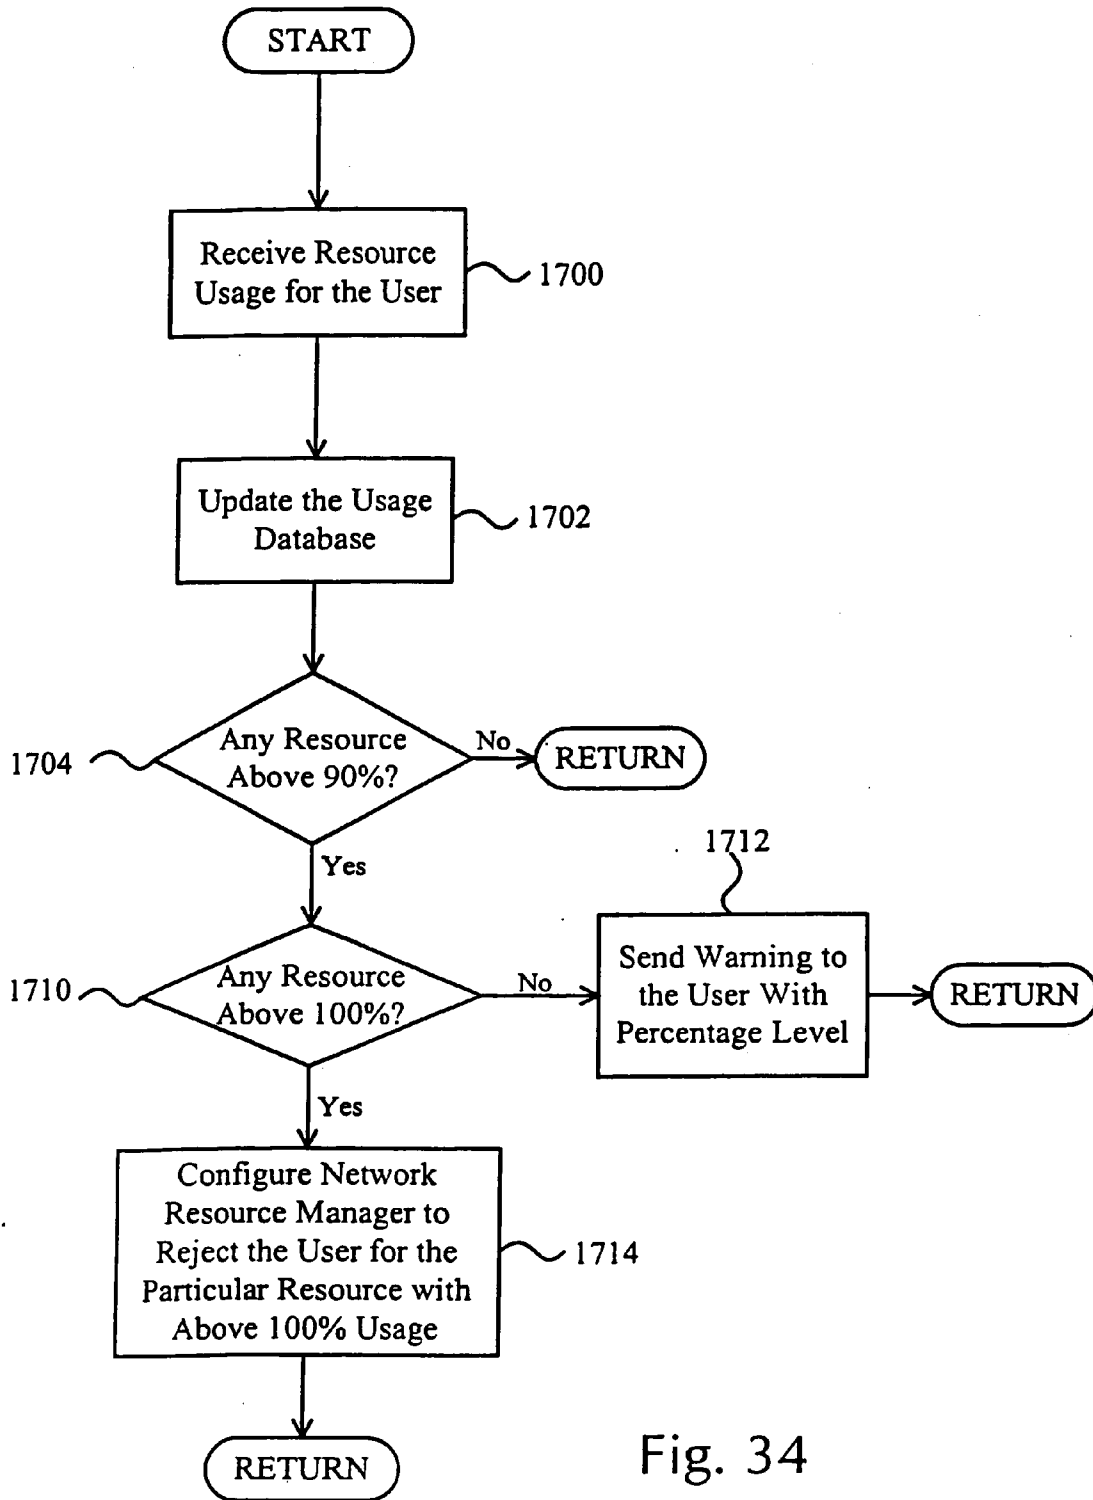 START
Receive Resource
Usage for the User
1700
Update the Usage
Database
1702
Any Resource
Above 90%?
1704
No
RETURN
Yes
1712
Any Resource
Above 100%?
1710
No
Send Warning to
the User With
Percentage Level
RETURN
Yes
Configure Network
Resource Manager to
Reject the User for the
Particular Resource with
Above 100% Usage
1714
RETURN
Fig. 34